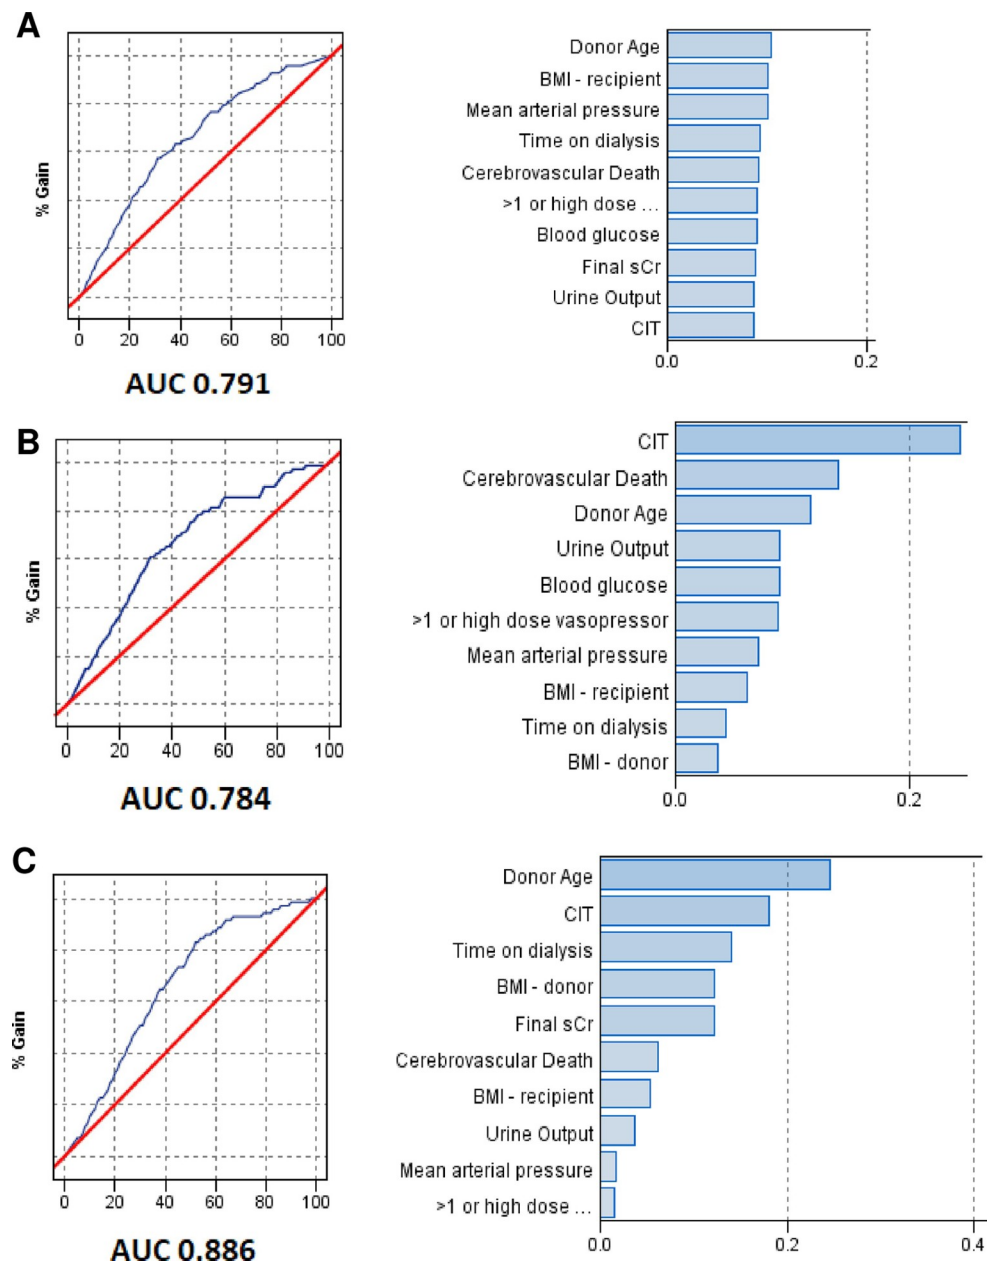 A
% Gain
0 20 40 60 80 100
AUC 0.791
Donor Age
BMI - recipient
Mean arterial pressure
Time on dialysis
Cerebrovascular Death
>1 or high dose ...
Blood glucose
Final sCr
Urine Output
CIT
0.0 0.2
B
% Gain
0 20 40 60 80 100
AUC 0.784
CIT
Cerebrovascular Death
Donor Age
Urine Output
Blood glucose
>1 or high dose vasopressor
Mean arterial pressure
BMI - recipient
Time on dialysis
BMI - donor
0.0 0.2
C
% Gain
0 20 40 60 80 100
AUC 0.886
Donor Age
CIT
Time on dialysis
BMI - donor
Final sCr
Cerebrovascular Death
BMI - recipient
Urine Output
Mean arterial pressure
>1 or high dose ...
0.0 0.2 0.4